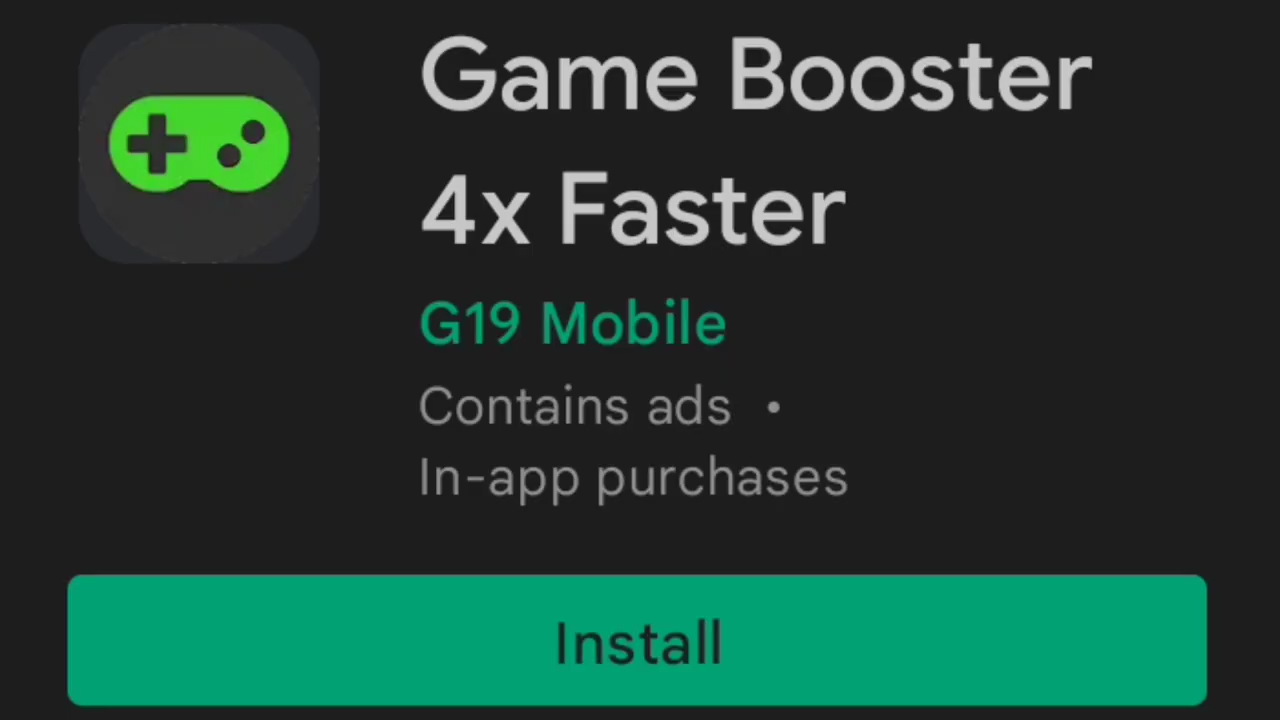 Game Booster
4x Faster
G19 Mobile
Contains ads •
In-app purchases
Install